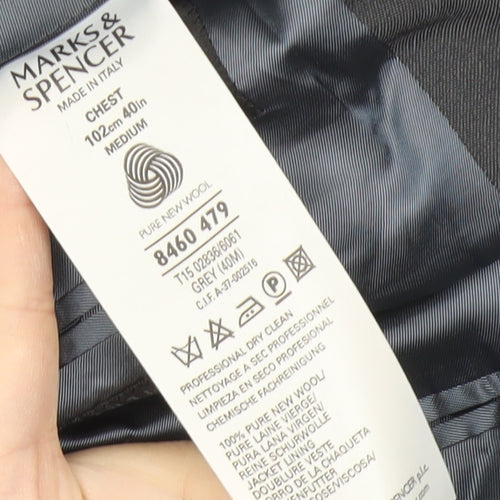 MARKS &
SPENCER
MADE IN ITALY
CHEST
102cm 40in
MEDIUM
PURE NEW WOOL
8460 479
T15 02836/6061
GREY (40M)
C.I.F. A-37-002515
P
PROFESSIONAL DRY CLEAN
NETTOYAGE A SEC PROFESSIONNEL
LIMPIEZA EN SECO PROFESIONAL
CHEMISCHE FACHREINIGUNG
100% PURE NEW WOOL/
PURE LAINE VIERGE/
PURA LANA VIRGEN/
REINE SCHURWOLLE
JACKET LINING
DOUBLURE VESTE
DE LA CHAQUETA